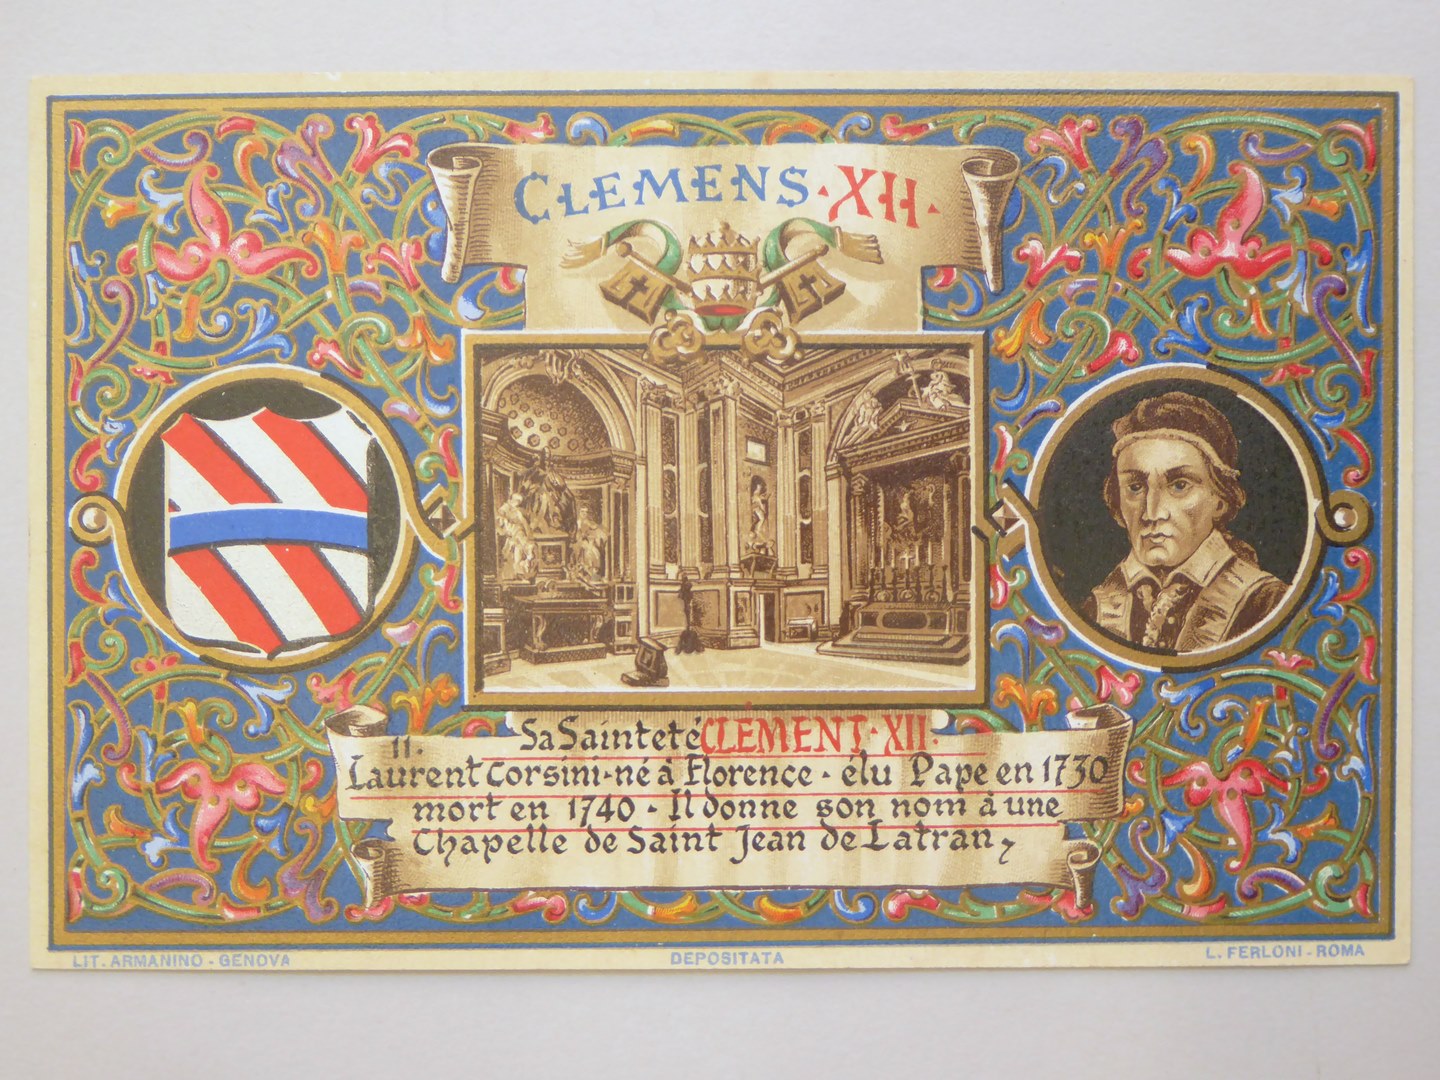 CLEMENS · XII ·
Sa Sainteté CLÉMENT · XII ·
11.
Laurent Corsini - né à Florence - élu Pape en 1730
mort en 1740 - Il donne son nom à une
Chapelle de Saint Jean de Latran
LIT. ARMANINO - GENOVA
DEPOSITATA
L. FERLONI - ROMA